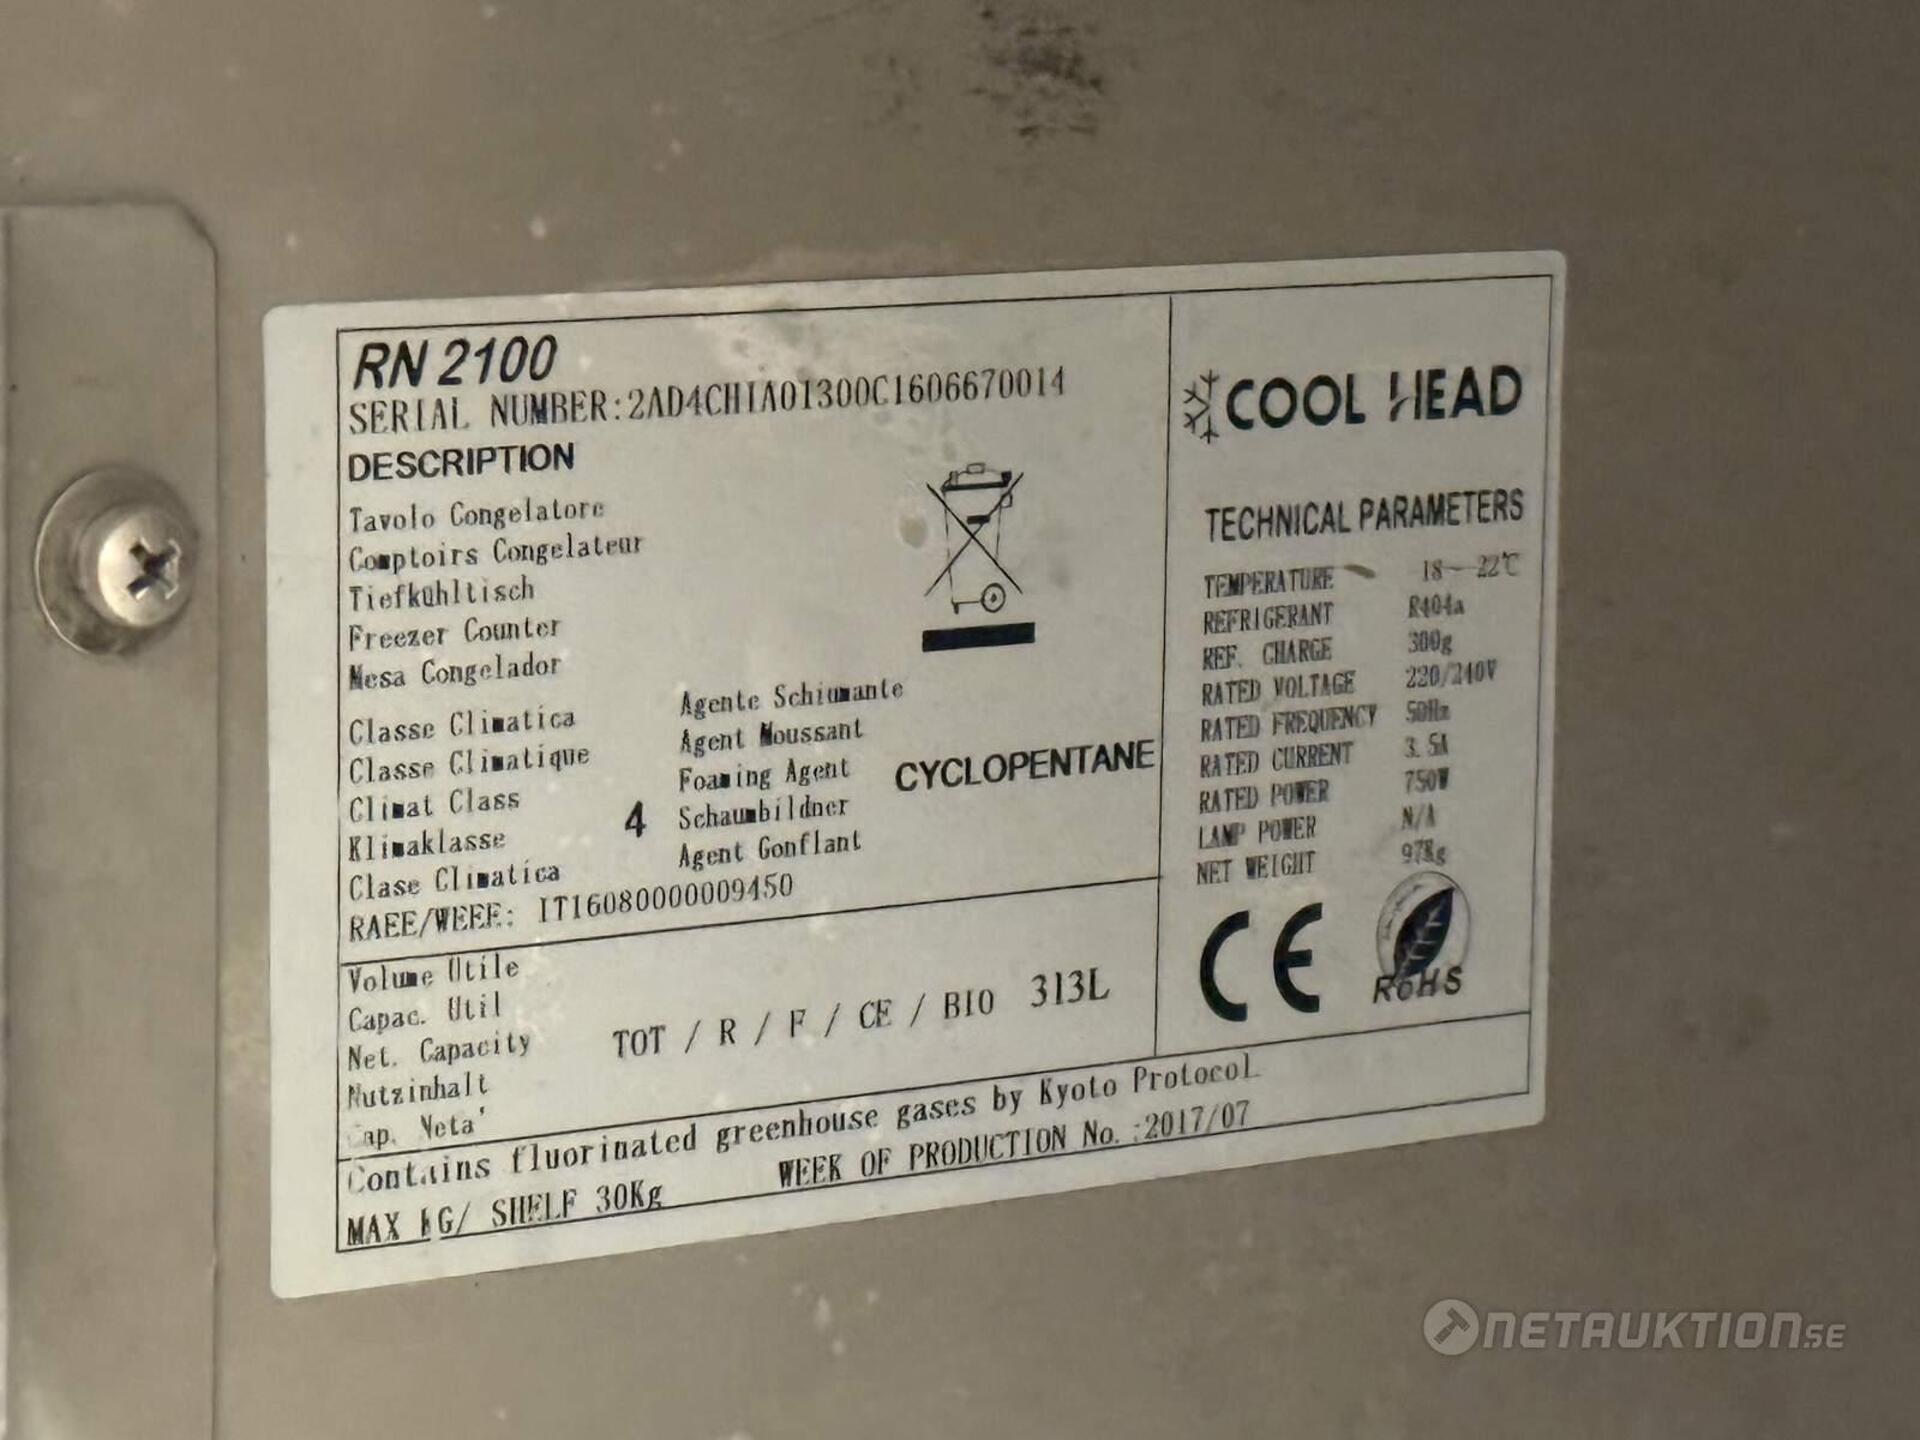 RN 2100
SERIAL NUMBER:2AD4CHIA01300C1606670014
DESCRIPTION
Tavolo Congelatore
Comptoirs Congelateur
Tiefkühltisch
Freezer Counter
Mesa Congelador
Classe Climatica
Classe Climatique
Climat Class
Klimaklasse
Clase Climatica
4
Agente Schiumante
Agent Moussant
Foaming Agent
Schaumbildner
Agent Gonflant
CYCLOPENTANE
RAEE/WEEE: IT16080000009450
Volume Utile
Capac. Util
Net. Capacity
Nutzinhalt
ap. Neta'
TOT / R / F / CE / BIO 313L
Contains fluorinated greenhouse gases by Kyoto Protocol
MAX KG/ SHELF 30Kg WEEK OF PRODUCTION No. :2017/07
COOL HEAD
TECHNICAL PARAMETERS
TEMPERATURE 18~-22℃
REFRIGERANT R404a
REF. CHARGE 300g
RATED VOLTAGE 220/240V
RATED FREQUENCY 50Hz
RATED CURRENT 3.5A
RATED POWER 750W
LAMP POWER N/A
NET WEIGHT 97Kg
CE
RoHS
NETAUKTION.SE